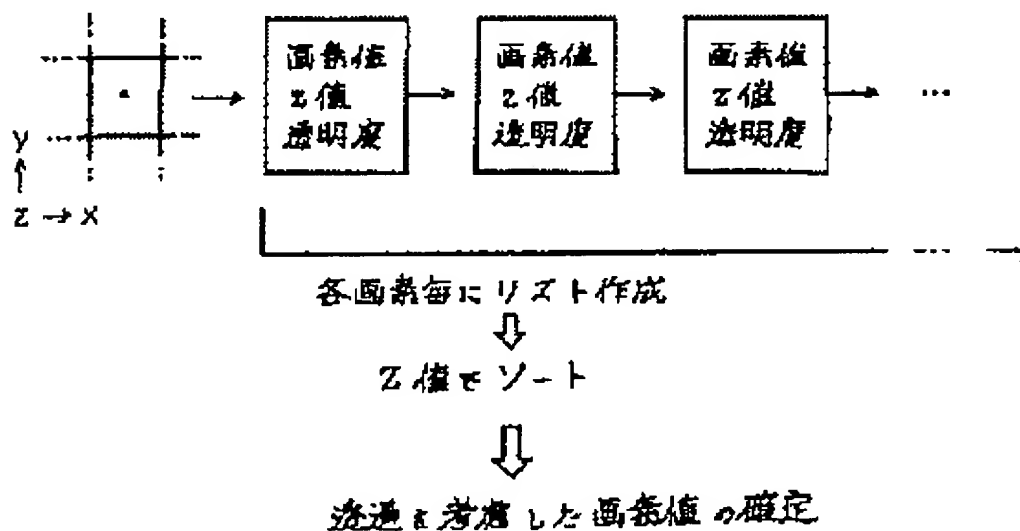 画素値
Z値
透明度
画素値
Z値
透明度
画素値
Z値
透明度
Y
Z → X
各画素毎にリスト作成
Z値でソート
透過を考慮した画素値の確定